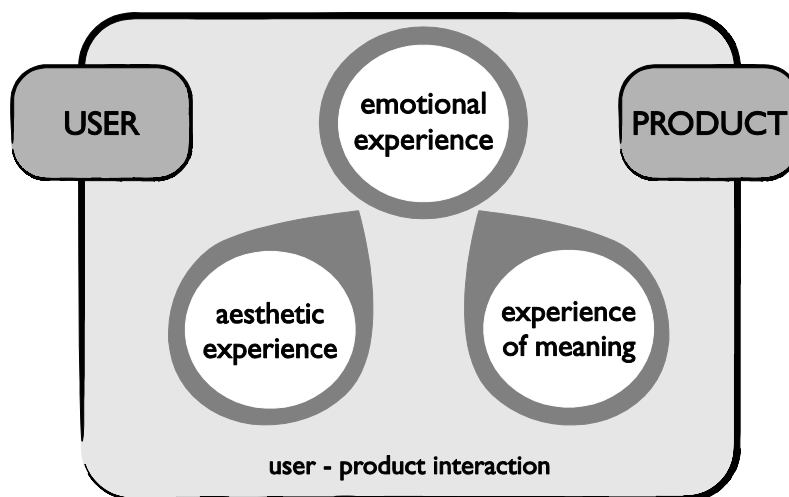 USER
emotional
experience
PRODUCT
aesthetic
experience
experience
of meaning
user - product interaction